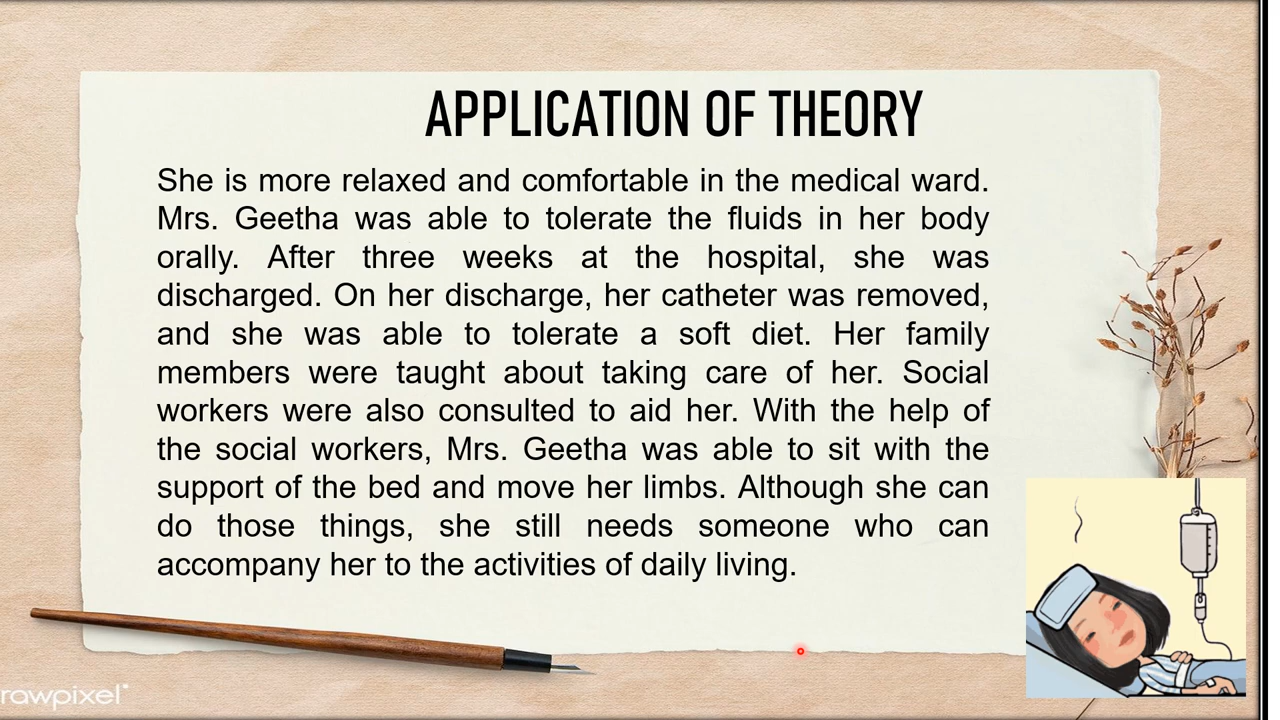 APPLICATION OF THEORY
She is more relaxed and comfortable in the medical ward.
Mrs. Geetha was able to tolerate the fluids in her body
orally. After three weeks at the hospital, she was
discharged. On her discharge, her catheter was removed,
and she was able to tolerate a soft diet. Her family
members were taught about taking care of her. Social
workers were also consulted to aid her. With the help of
the social workers, Mrs. Geetha was able to sit with the
support of the bed and move her limbs. Although she can
do those things, she still needs someone who can
accompany her to the activities of daily living.
rawpixel